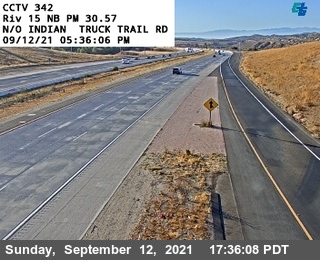 CCTV 342
Riv 15 NB PM 30.57
N/O INDIAN TRUCK TRAIL RD
09/12/21 05:36:06 PM
Sunday, September 12, 2021 17:36:08 PDT